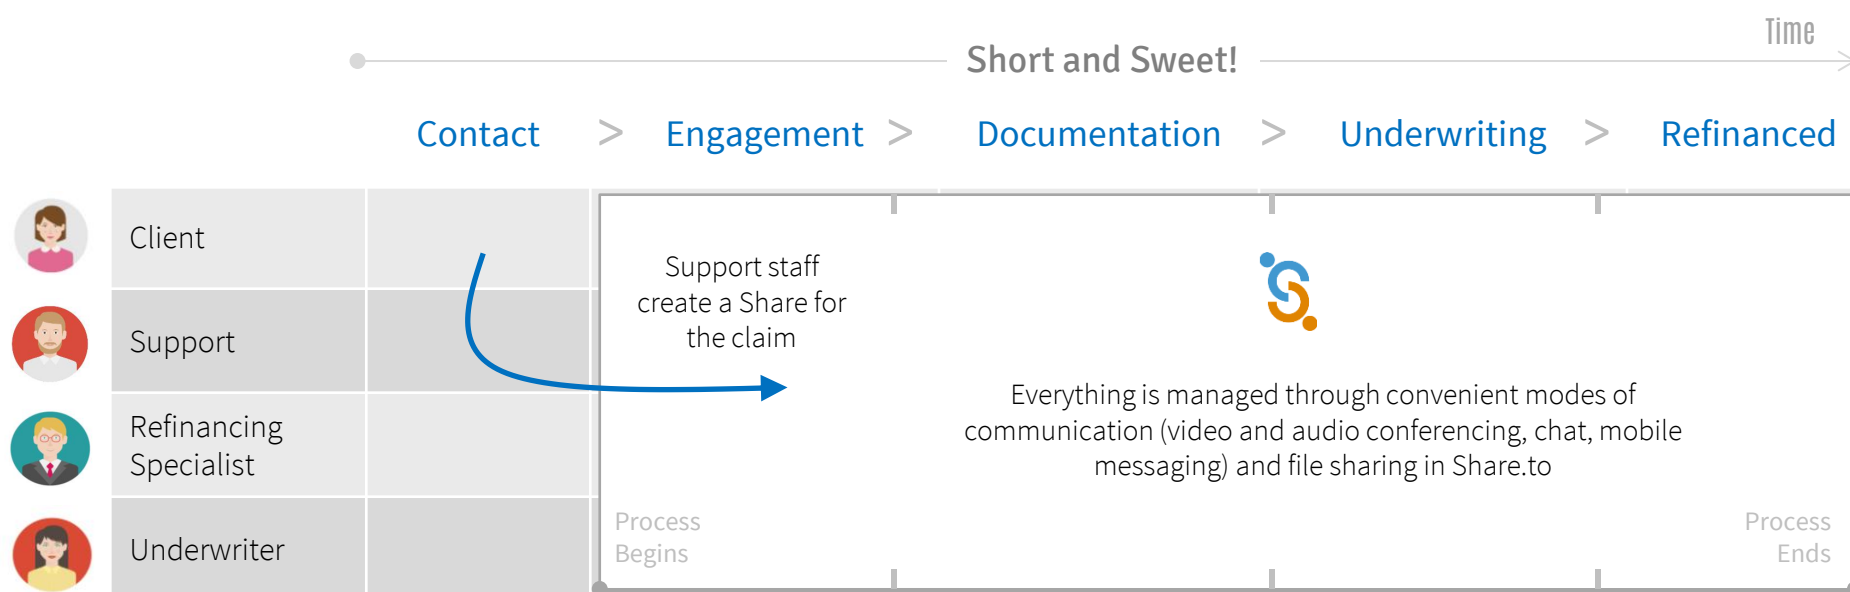 Time
Short and Sweet!
Contact > Engagement > Documentation > Underwriting > Refinanced
Client
Support staff
create a Share for
the claim
Support
Everything is managed through convenient modes of
communication (video and audio conferencing, chat, mobile
messaging) and file sharing in Share.to
Refinancing
Specialist
Process
Begins
Process
Ends
Underwriter